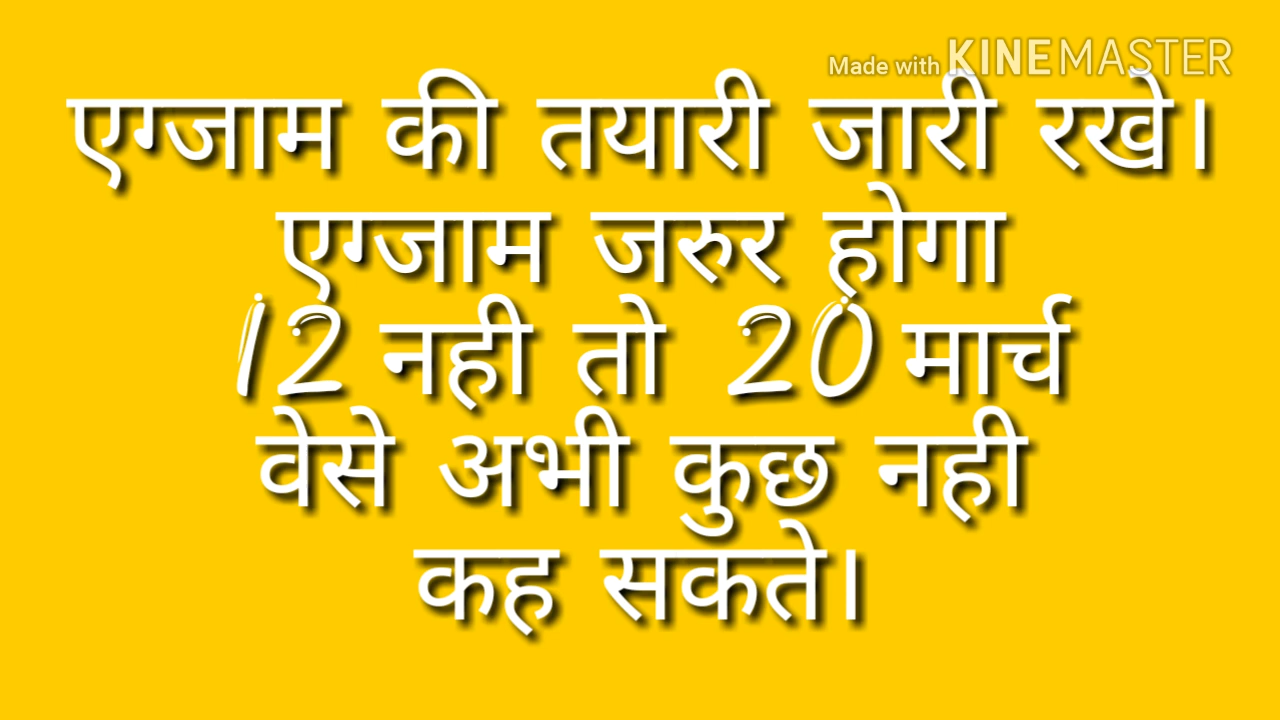 Made with KINEMASTER
एग्जाम की तयारी जारी रखे।
एग्जाम जरुर होगा
12 नही तो 20 मार्च
वेसे अभी कुछ नही
कह सकते।